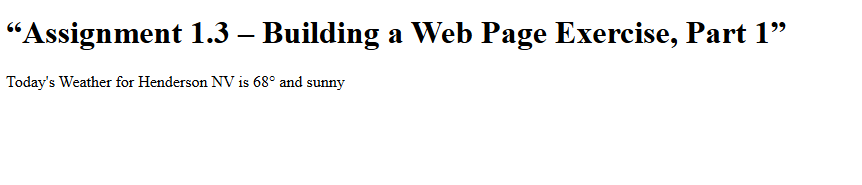 “Assignment 1.3 – Building a Web Page Exercise, Part 1”
Today's Weather for Henderson NV is 68° and sunny